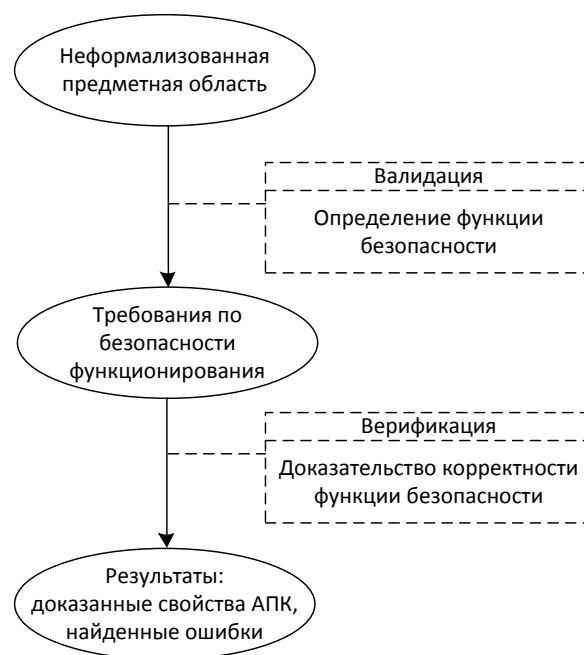 Неформализованная
предметная область
Валидация
Определение функции
безопасности
Требования по
безопасности
функционирования
Верификация
Доказательство корректности
функции безопасности
Результаты:
доказанные свойства АПК,
найденные ошибки